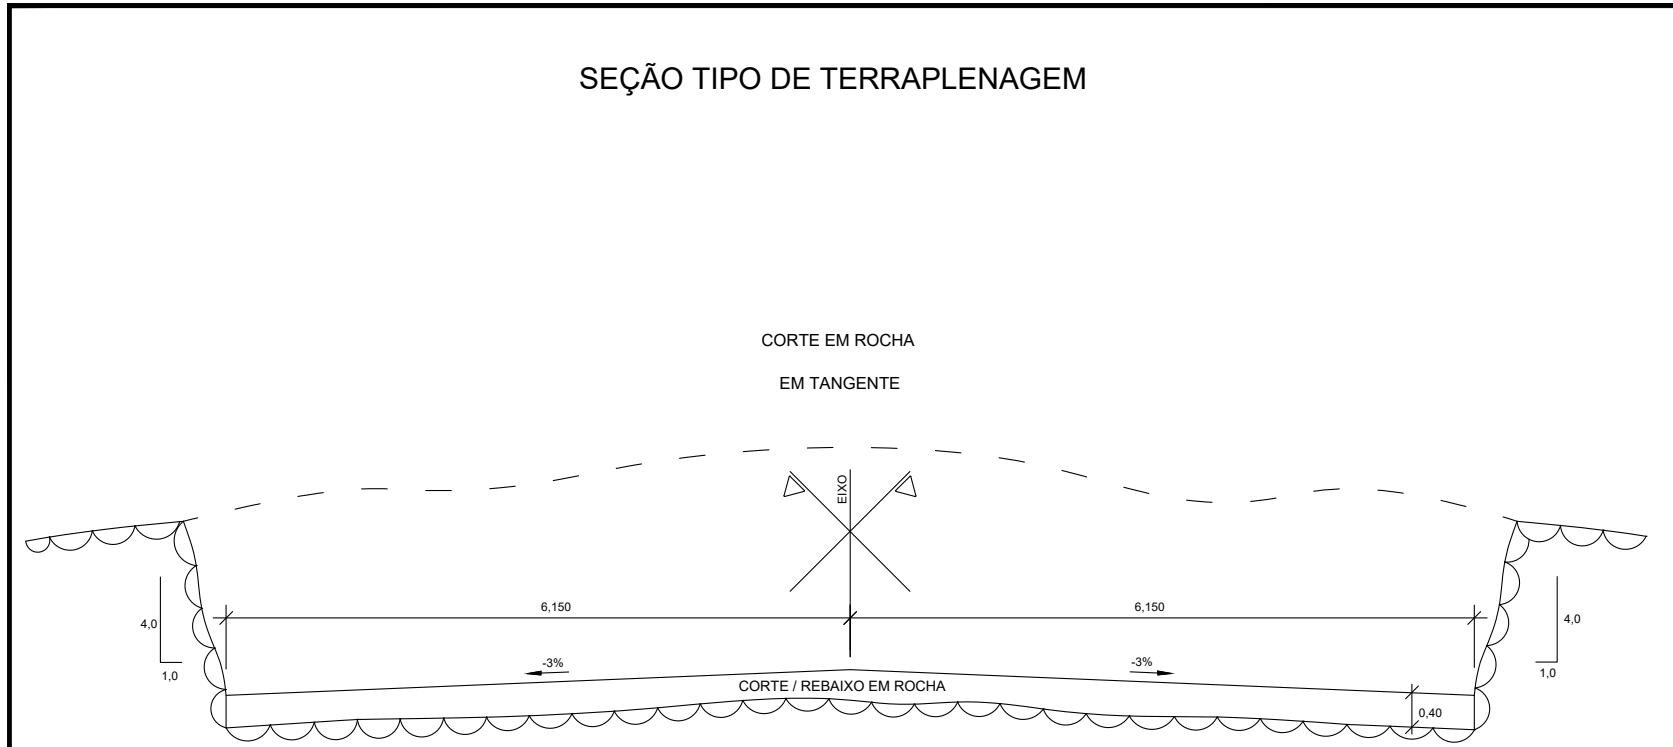 SEÇÃO TIPO DE TERRAPLENAGEM
CORTE EM ROCHA
EM TANGENTE
EIXO
6,150
6,150
4,0
1,0
4,0
1,0
-3%
-3%
CORTE / REBAIXO EM ROCHA
0,40